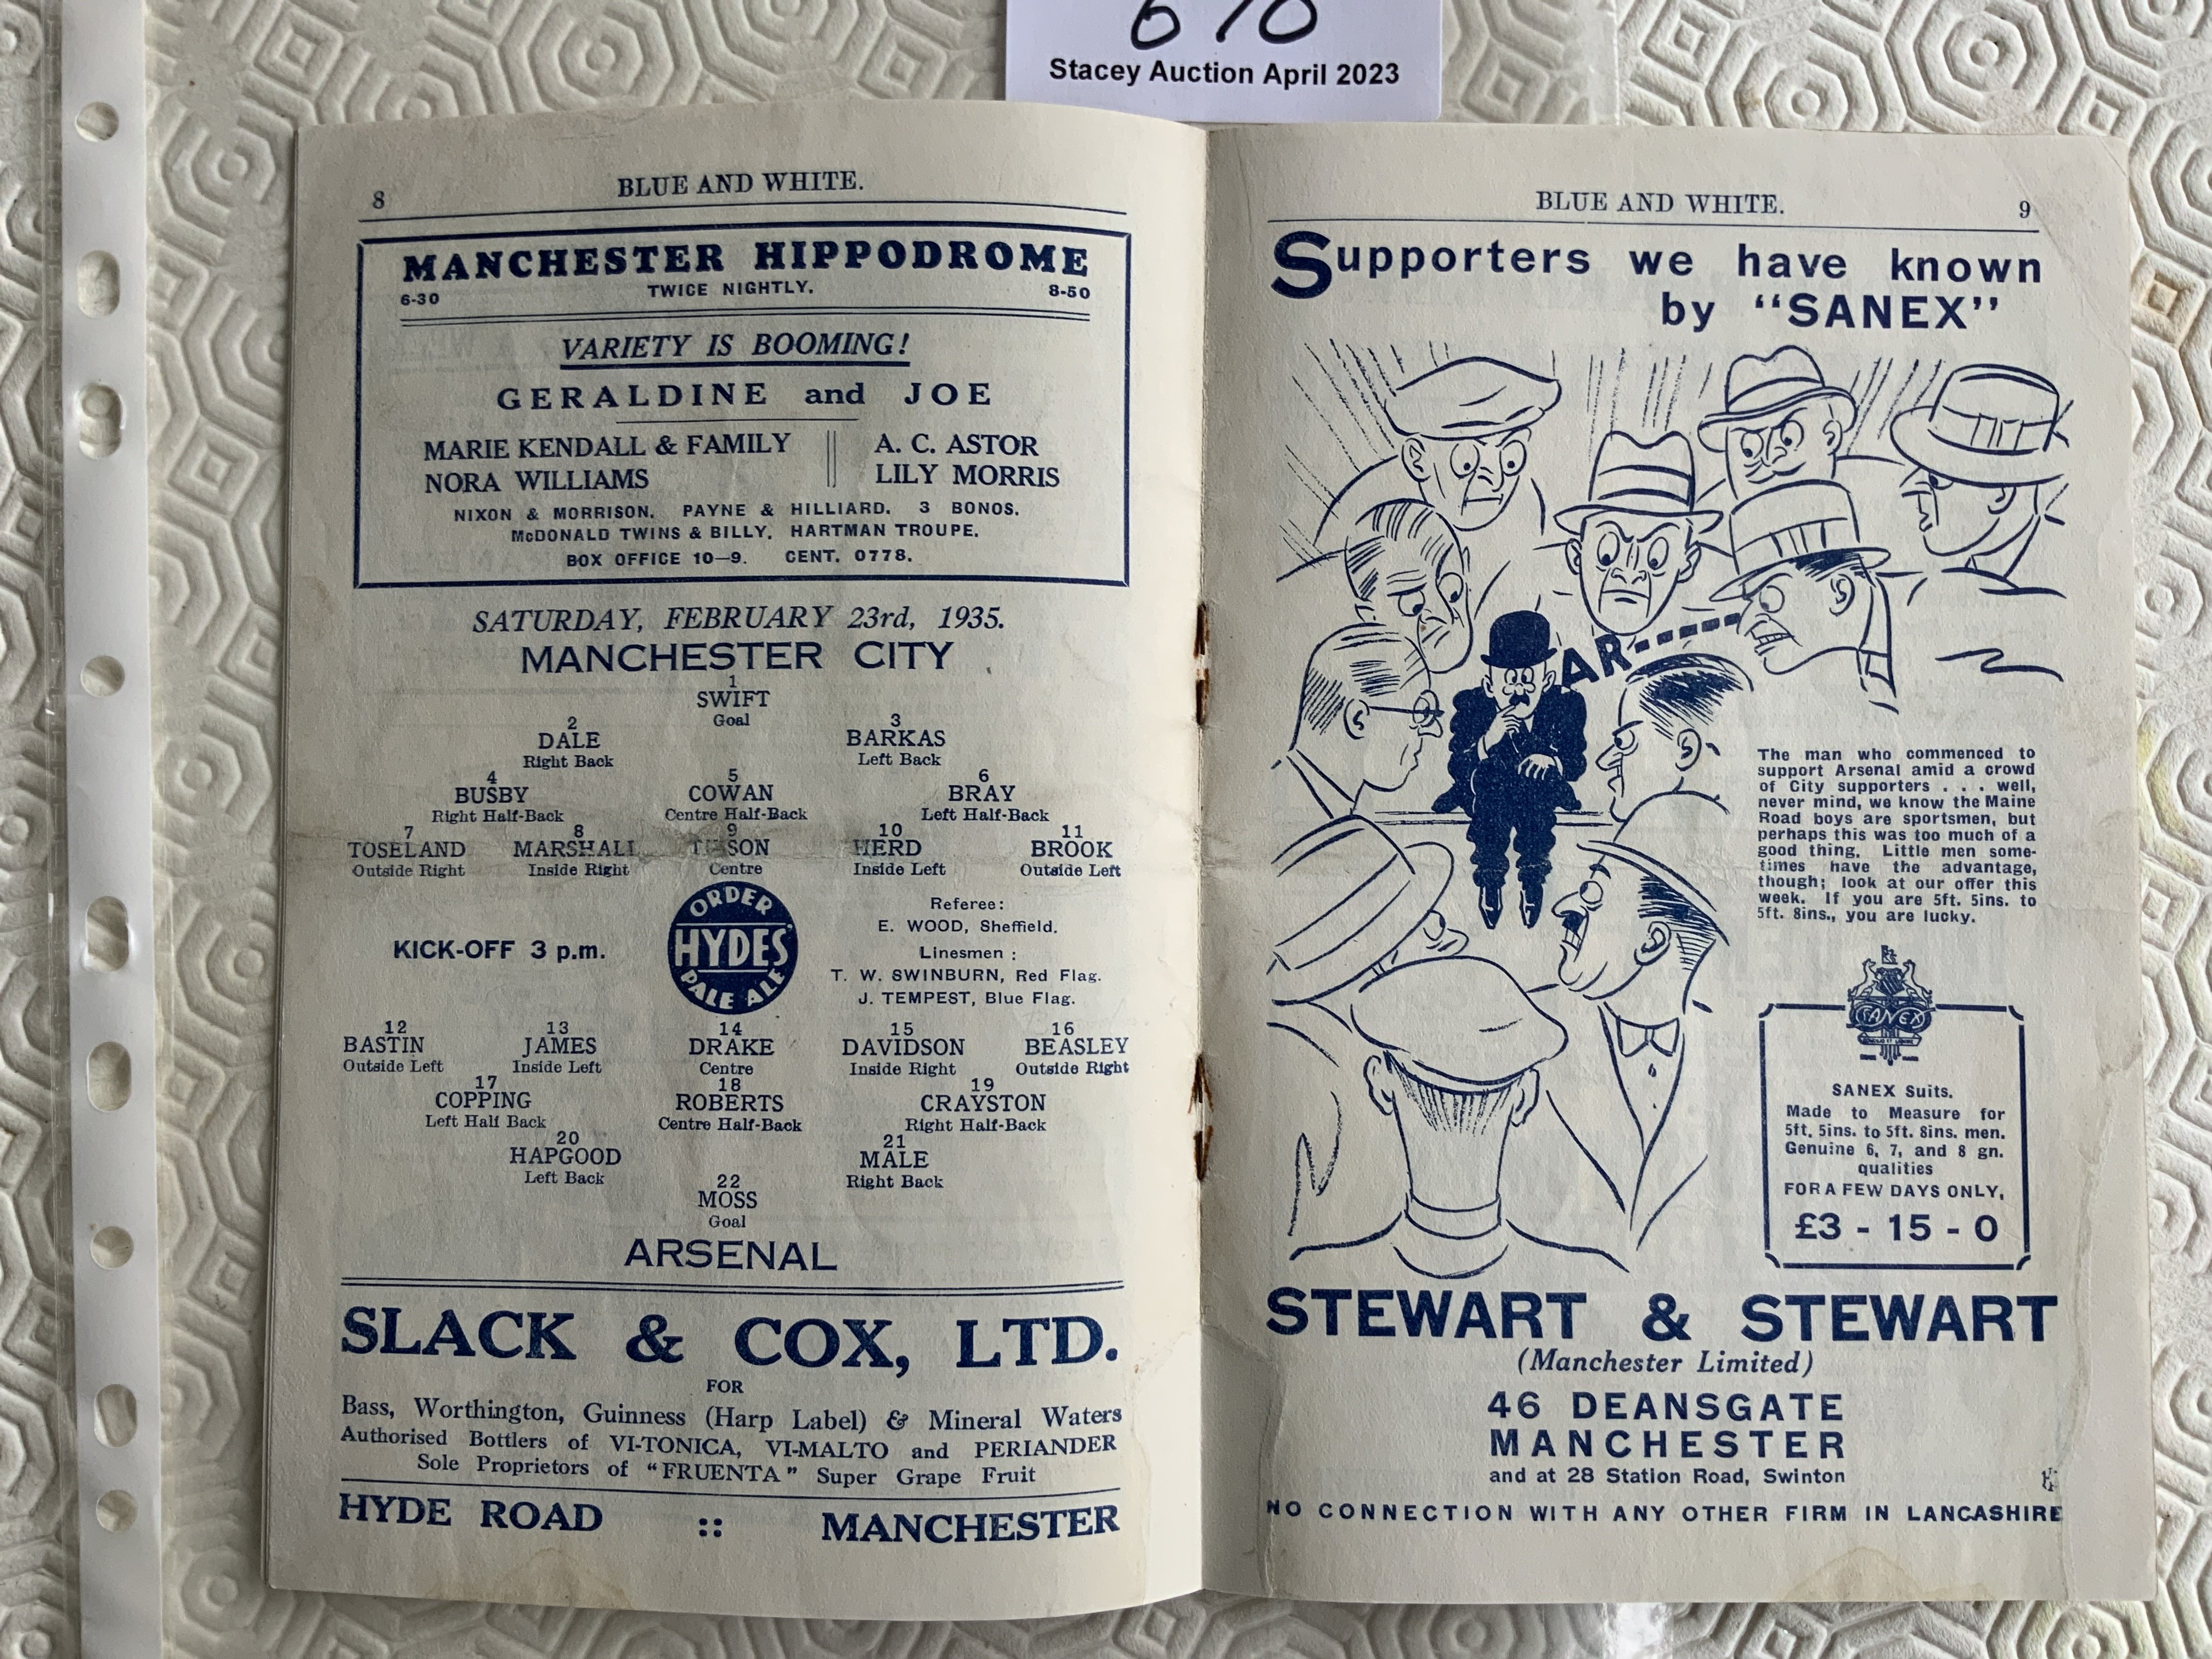 Stacey Auction April 2023
8
BLUE AND WHITE.
MANCHESTER HIPPODROME
6-30 TWICE NIGHTLY. 8-50
VARIETY IS BOOMING!
GERALDINE and JOE
MARIE KENDALL & FAMILY
NORA WILLIAMS
A. C. ASTOR
LILY MORRIS
NIXON & MORRISON. PAYNE & HILLIARD. 3 BONOS.
McDONALD TWINS & BILLY. HARTMAN TROUPE.
BOX OFFICE 10—9. CENT. 0778.
SATURDAY, FEBRUARY 23rd, 1935.
MANCHESTER CITY
1
SWIFT
Goal
2 3
DALE BARKAS
Right Back Left Back
4 5 6
BUSBY COWAN BRAY
Right Half-Back Centre Half-Back Left Half-Back
7 8 9 10 11
TOSELAND MARSHALL HERD BROOK
Outside Right Inside Right Centre Inside Left Outside Left
KICK-OFF 3 p.m.
ORDER
HYDES'
PALE ALE
Referee:
E. WOOD, Sheffield.
Linesmen :
T. W. SWINBURN, Red Flag.
J. TEMPEST, Blue Flag.
12 13 14 15 16
BASTIN JAMES DRAKE DAVIDSON BEASLEY
Outside Left Inside Left Centre Inside Right Outside Right
17 18 19
COPPING ROBERTS CRAYSTON
Left Half Back Centre Half-Back Right Half-Back
20 21
HAPGOOD MALE
Left Back Right Back
22
MOSS
Goal
ARSENAL
SLACK & COX, LTD.
FOR
Bass, Worthington, Guinness (Harp Label) & Mineral Waters
Authorised Bottlers of VI-TONICA, VI-MALTO and PERIANDER
Sole Proprietors of "FRUENTA" Super Grape Fruit
HYDE ROAD :: MANCHESTER
BLUE AND WHITE.
9
Supporters we have known
by "SANEX"
AR------
The man who commenced to
support Arsenal amid a crowd
of City supporters . . . well,
never mind, we know the Maine
Road boys are sportsmen, but
perhaps this was too much of a
good thing. Little men some-
times have the advantage,
though; look at our offer this
week. If you are 5ft. 5ins. to
5ft. 8ins., you are lucky.
SANEX
SANEX Suits.
Made to Measure for
5ft. 5ins. to 5ft. 8ins. men.
Genuine 6, 7, and 8 gn.
qualities
FOR A FEW DAYS ONLY,
£3 - 15 - 0
STEWART & STEWART
(Manchester Limited)
46 DEANSGATE
MANCHESTER
and at 28 Station Road, Swinton
NO CONNECTION WITH ANY OTHER FIRM IN LANCASHIRE